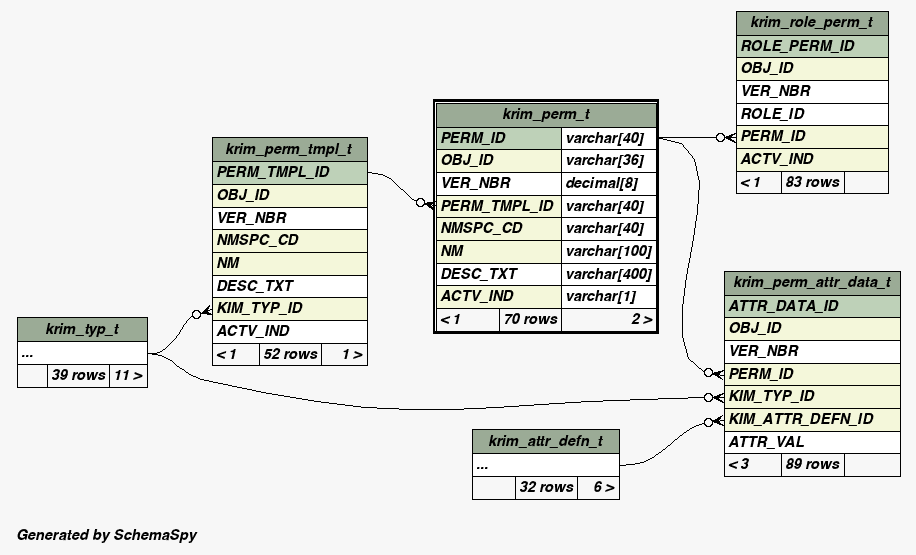 krim_role_perm_t
ROLE_PERM_ID
OBJ_ID
VER_NBR
ROLE_ID
PERM_ID
ACTV_IND
< 1 83 rows
krim_perm_t
PERM_ID varchar[40]
OBJ_ID varchar[36]
VER_NBR decimal[8]
PERM_TMPL_ID varchar[40]
NMSPC_CD varchar[40]
NM varchar[100]
DESC_TXT varchar[400]
ACTV_IND varchar[1]
< 1 70 rows 2 >
krim_perm_tmpl_t
PERM_TMPL_ID
OBJ_ID
VER_NBR
NMSPC_CD
NM
DESC_TXT
KIM_TYP_ID
ACTV_IND
< 1 52 rows 1 >
krim_perm_attr_data_t
ATTR_DATA_ID
OBJ_ID
VER_NBR
PERM_ID
KIM_TYP_ID
KIM_ATTR_DEFN_ID
ATTR_VAL
< 3 89 rows
krim_typ_t
...
39 rows 11 >
krim_attr_defn_t
...
32 rows 6 >
Generated by SchemaSpy